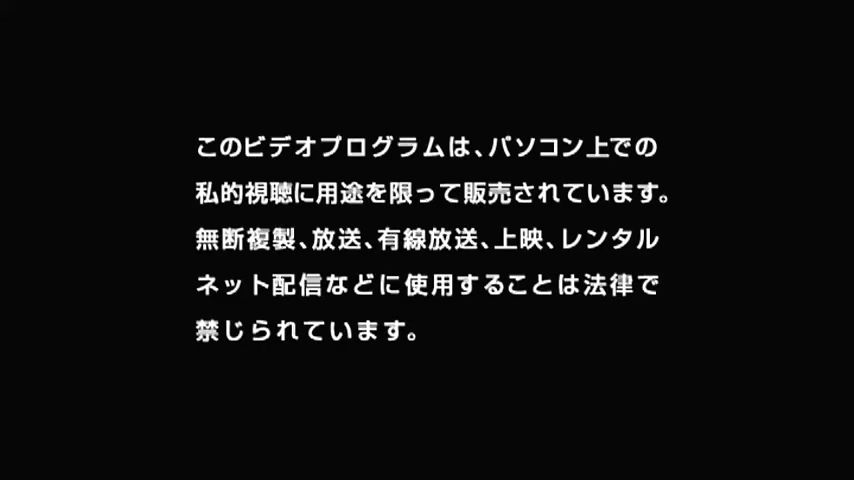 このビデオプログラムは、パソコン上での
私的視聴に用途を限って販売されています。
無断複製、放送、有線放送、上映、レンタル
ネット配信などに使用することは法律で
禁じられています。